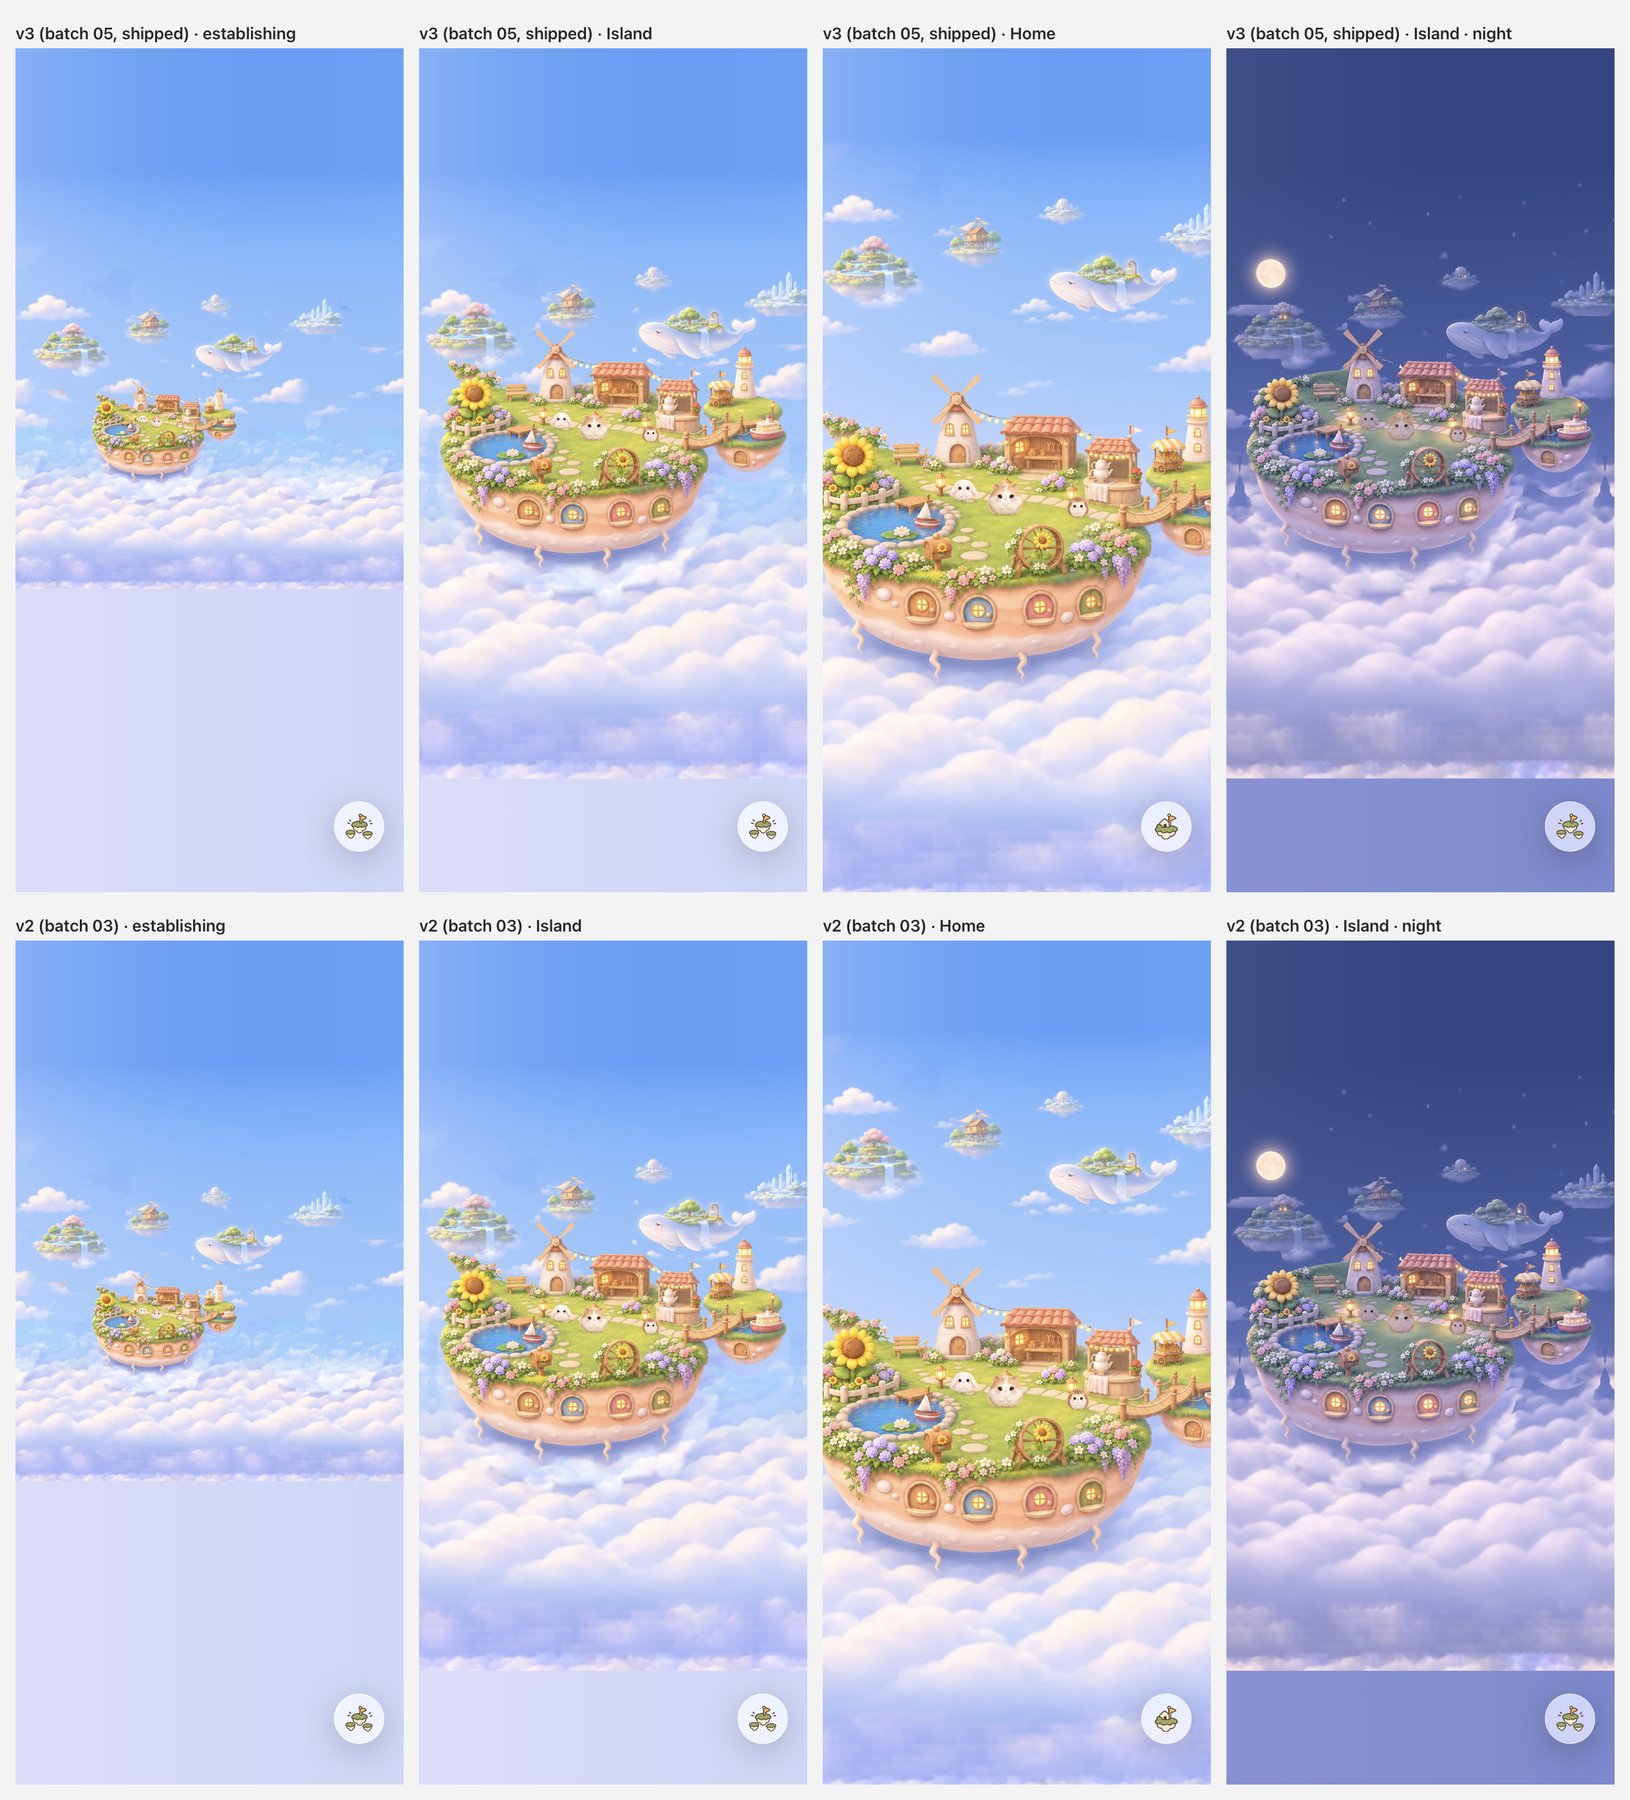 v3 (batch 05, shipped) · establishing
v3 (batch 05, shipped) · Island
v3 (batch 05, shipped) · Home
v3 (batch 05, shipped) · Island · night
v2 (batch 03) · establishing
v2 (batch 03) · Island
v2 (batch 03) · Home
v2 (batch 03) · Island · night